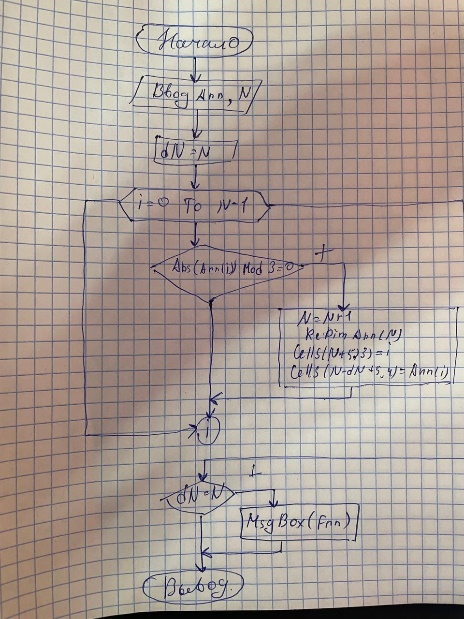 Начало
Ввод Ann, N
dN = N
i=0 To N-1
Abs(Ann(i)) Mod 3=0
+
N = N+1
ReDim Ann(N)
Cells(N+5,3)=i
Cells(N-dN+5,4)=Ann(i)
i
+
dN=N
MsgBox(Fnn)
Вывод.